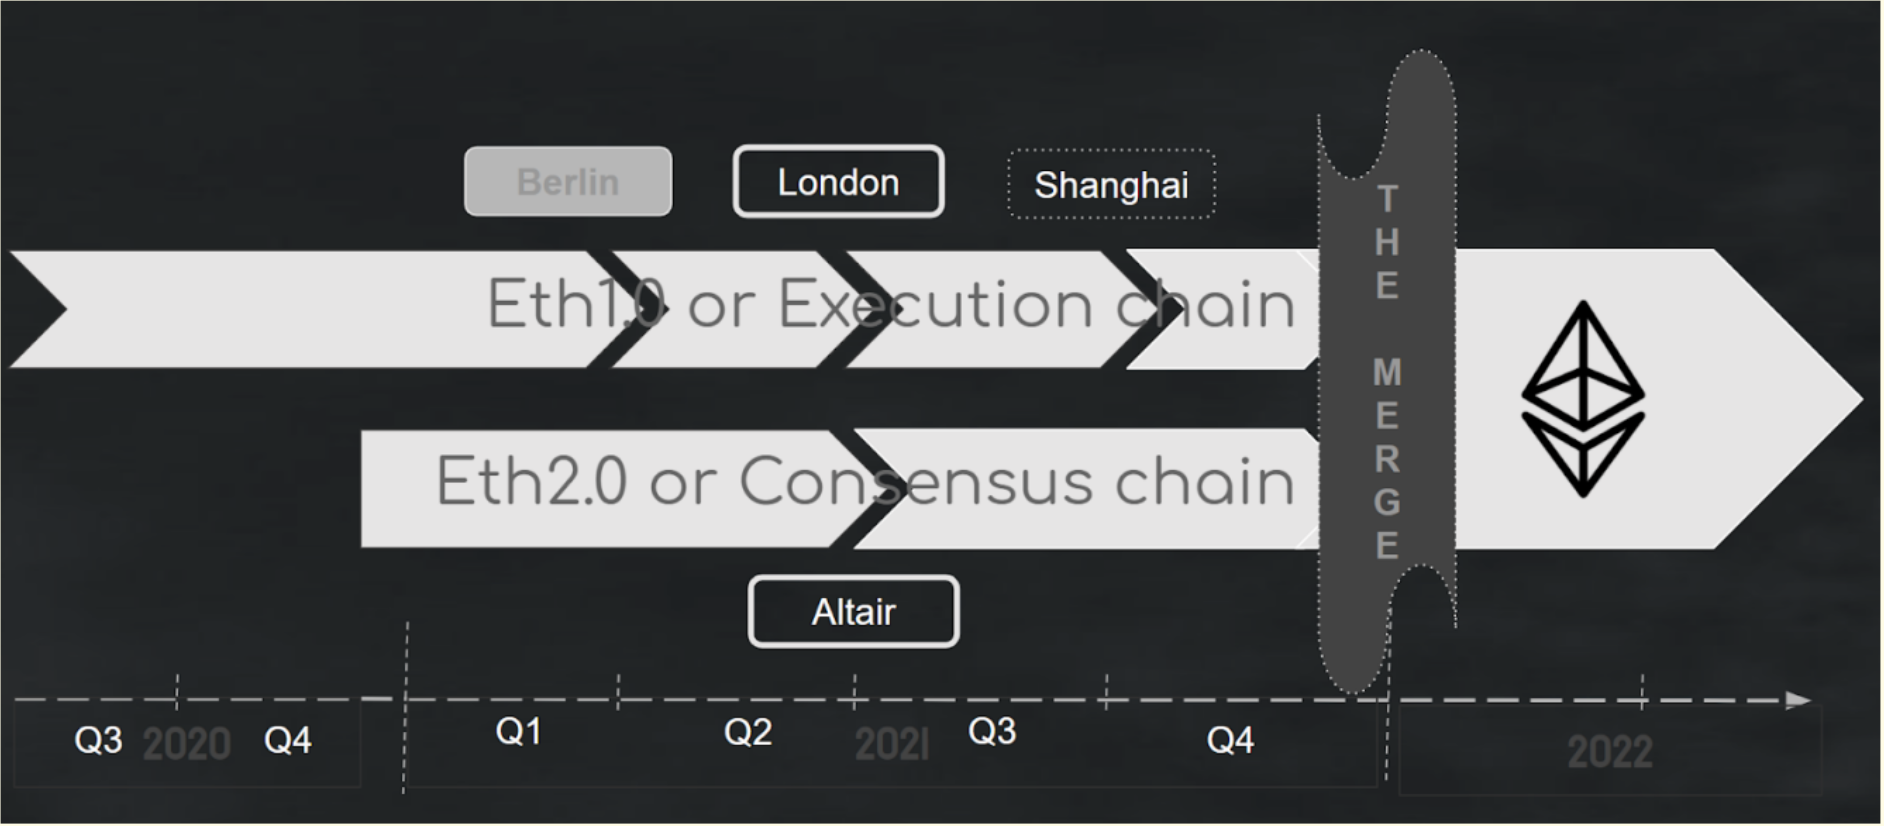 Berlin
London
Shanghai
Eth1.0 or Execution chain
THE MERGE
Eth2.0 or Consensus chain
Altair
Q3 2020 Q4 Q1 Q2 2021 Q3 Q4 2022